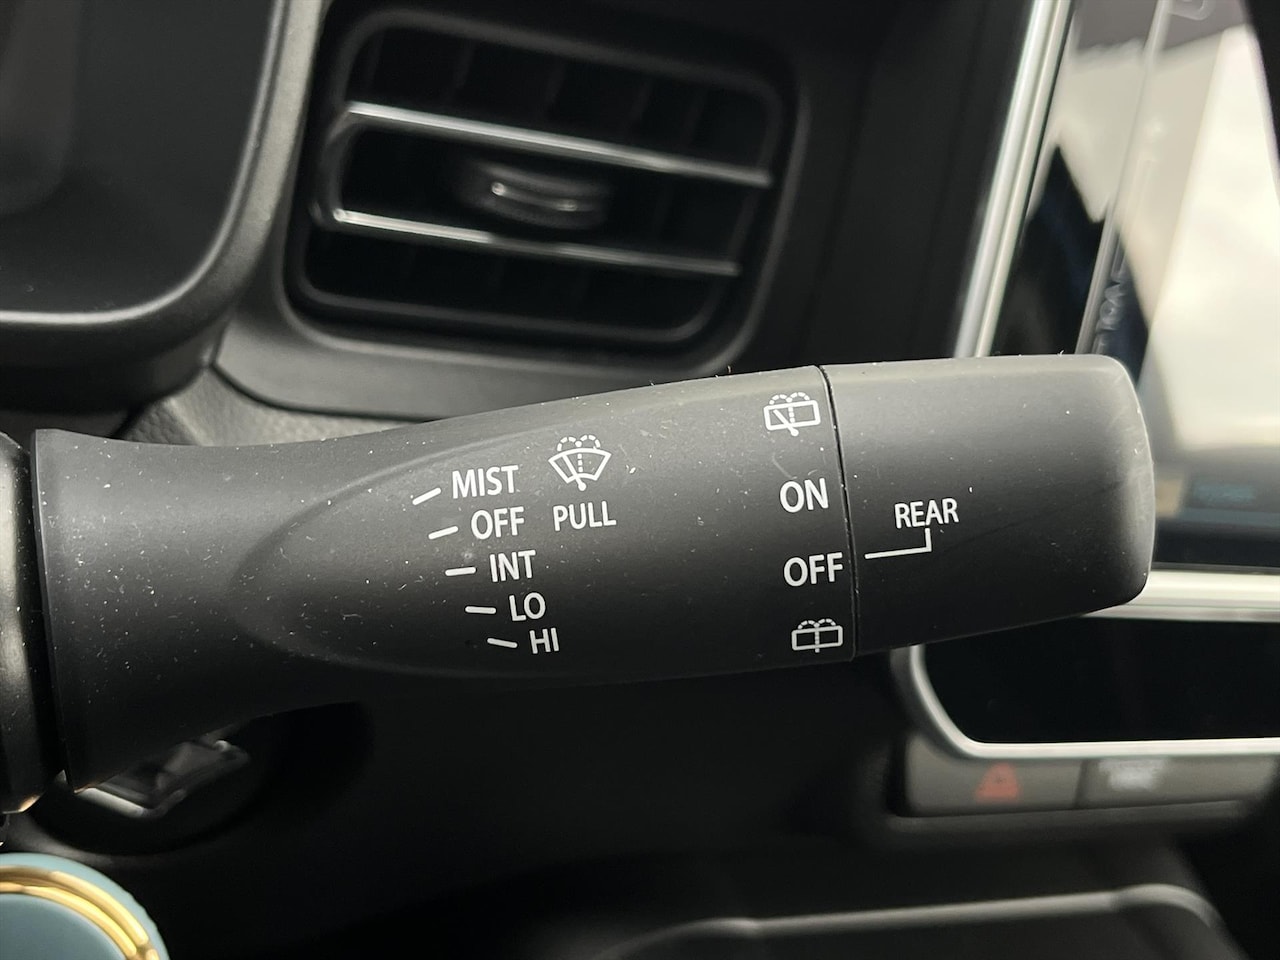 MIST
OFF PULL
INT
LO
HI
ON
OFF
REAR